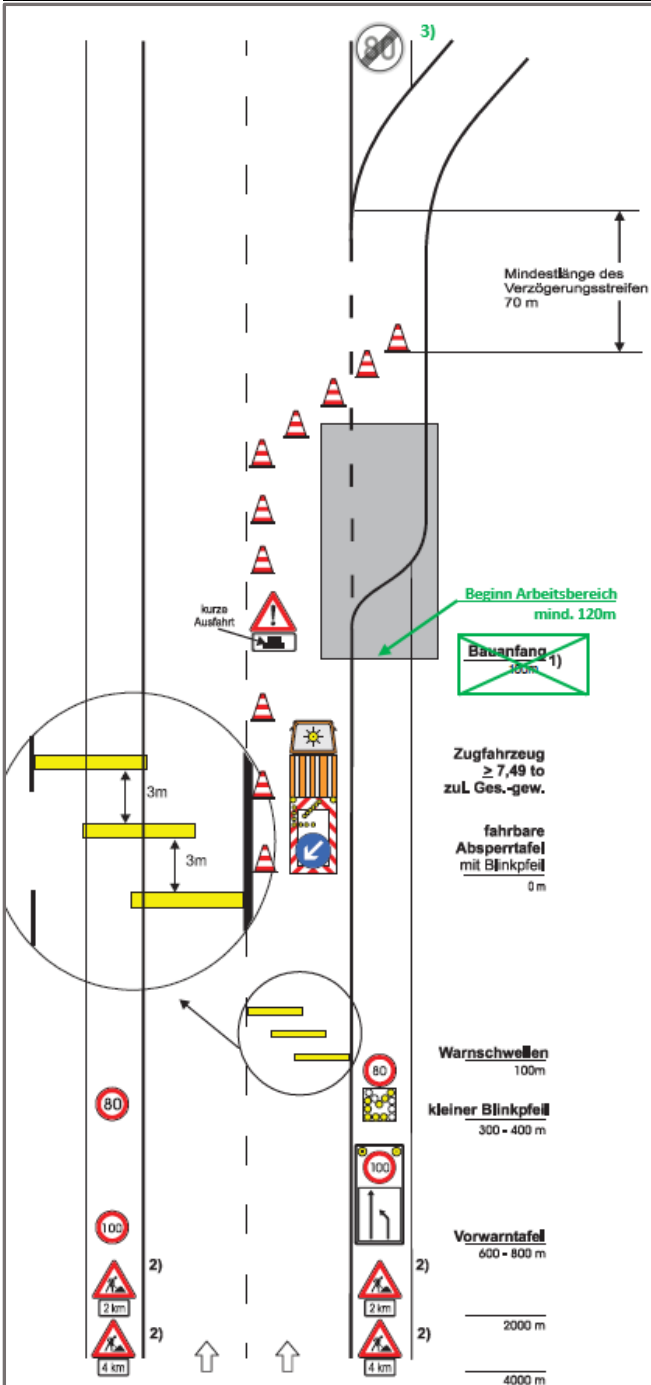 80
3)
Mindestlänge des
Verzögerungsstreifen
70 m
kurze
Ausfahrt
!
Beginn Arbeitsbereich
mind. 120m
Bauanfang 1)
100m
Zugfahrzeug
≥ 7,49 to
zul. Ges.-gew.
3m
3m
fahrbare
Absperrtafel
mit Blinkpfeil
0 m
Warnschwellen
100m
80
80
kleiner Blinkpfeil
300 - 400 m
100
100
Vorwarntafel
600 - 800 m
2)
2)
2 km
2 km
2000 m
2)
2)
4 km
4 km
4000 m